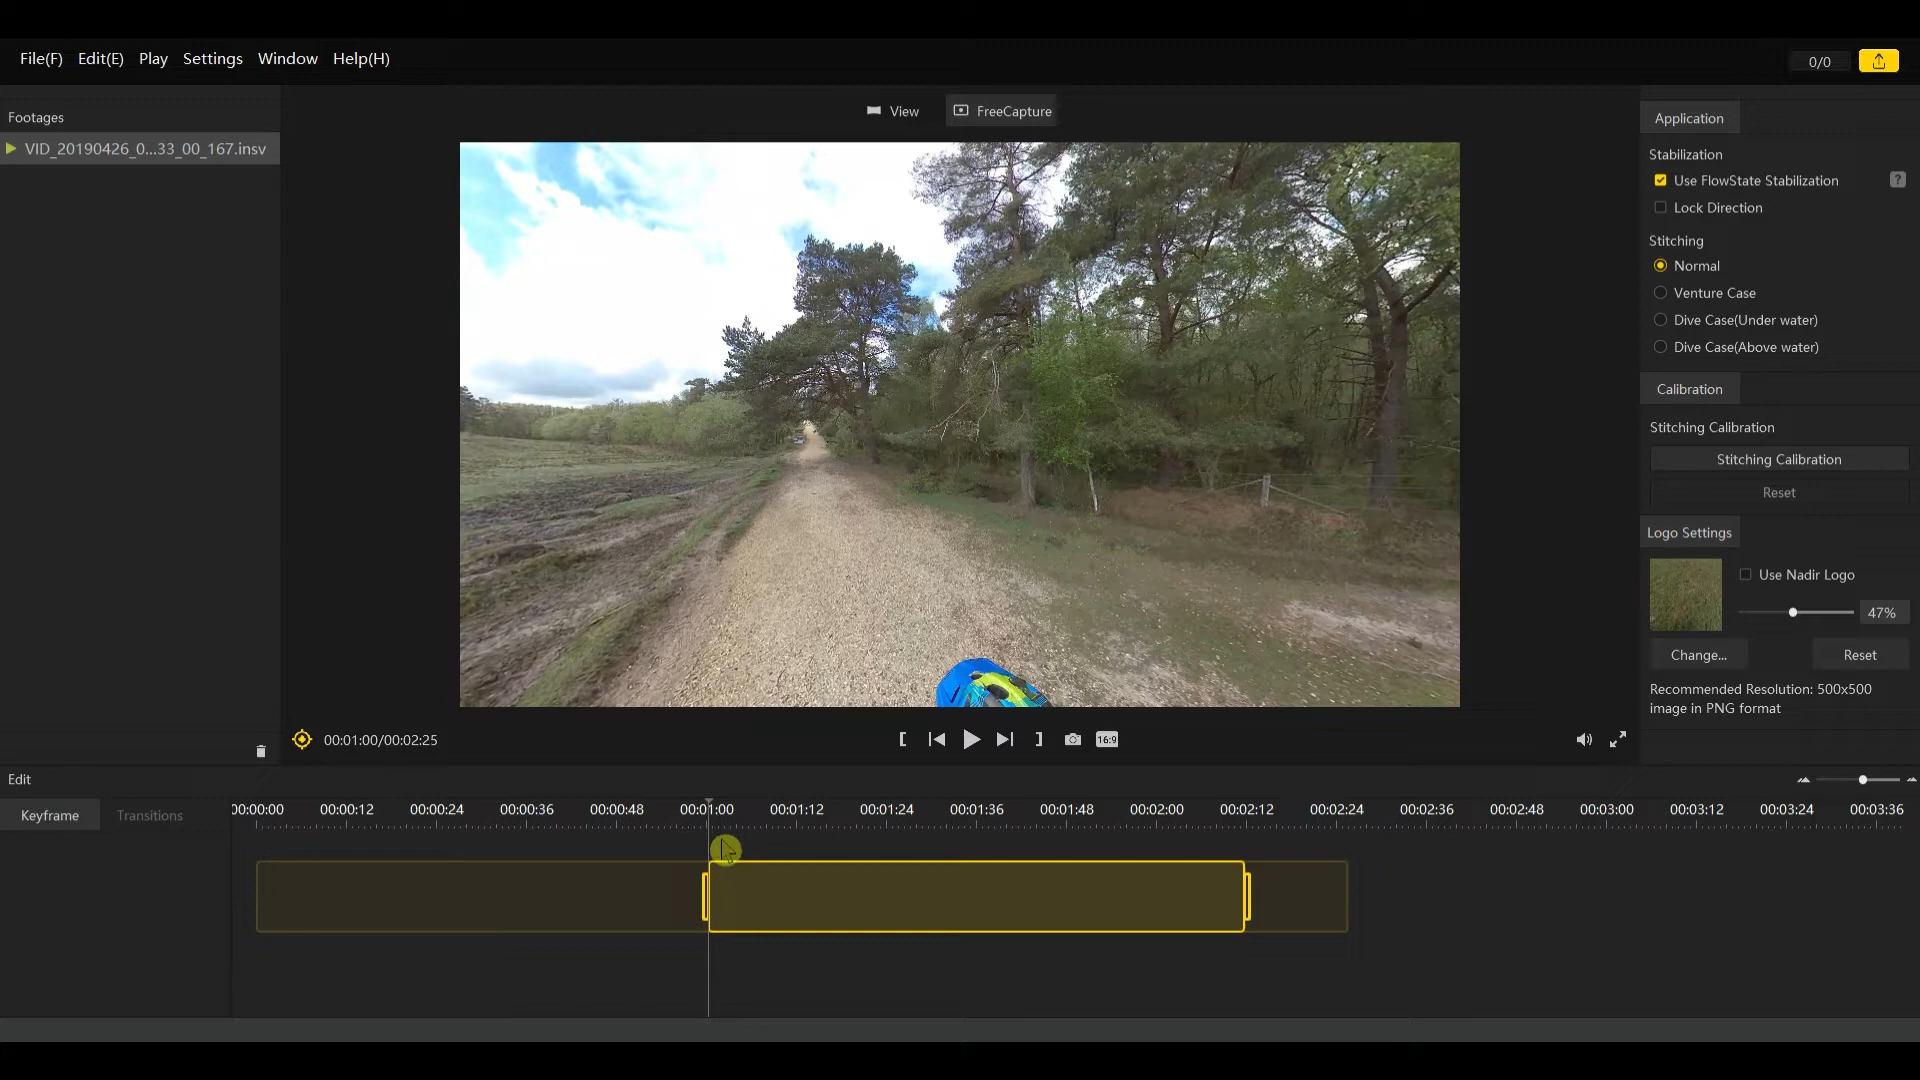 File(F) Edit(E) Play Settings Window Help(H)
0/0
Footages
VID_20190426_0...33_00_167.insv
View FreeCapture
Application
Stabilization
Use FlowState Stabilization ?
Lock Direction
Stitching
Normal
Venture Case
Dive Case(Under water)
Dive Case(Above water)
Calibration
Stitching Calibration
Stitching Calibration
Reset
Logo Settings
Use Nadir Logo
47%
Change... Reset
Recommended Resolution: 500x500
image in PNG format
00:01:00/00:02:25
16:9
Edit
Keyframe Transitions
00:00:00 00:00:12 00:00:24 00:00:36 00:00:48 00:01:00 00:01:12 00:01:24 00:01:36 00:01:48 00:02:00 00:02:12 00:02:24 00:02:36 00:02:48 00:03:00 00:03:12 00:03:24 00:03:36